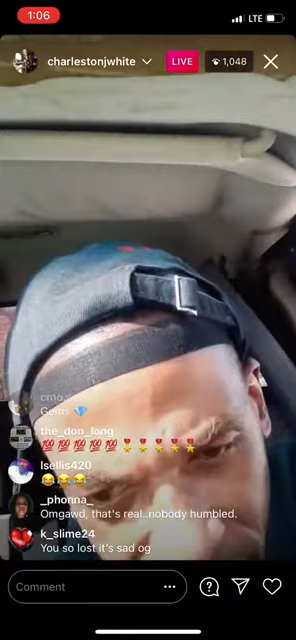 1:06
LTE
charlestonjwhite
LIVE
1,048
Gems 💎
the_don_long
💯💯💯💯💯🎖🎖🎖🎖🎖
lsellis420
😂😂😂
_phonna_
Omgawd, that's real..nobody humbled.
k_slime24
You so lost it's sad og
Comment